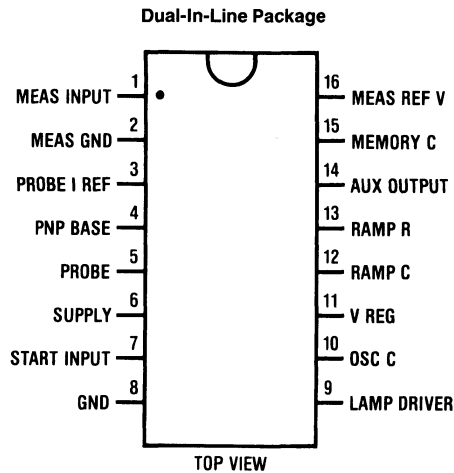 Dual-In-Line Package
1
MEAS INPUT
2
MEAS GND
3
PROBE I REF
4
PNP BASE
5
PROBE
6
SUPPLY
7
START INPUT
8
GND
16
MEAS REF V
15
MEMORY C
14
AUX OUTPUT
13
RAMP R
12
RAMP C
11
V REG
10
OSC C
9
LAMP DRIVER
TOP VIEW